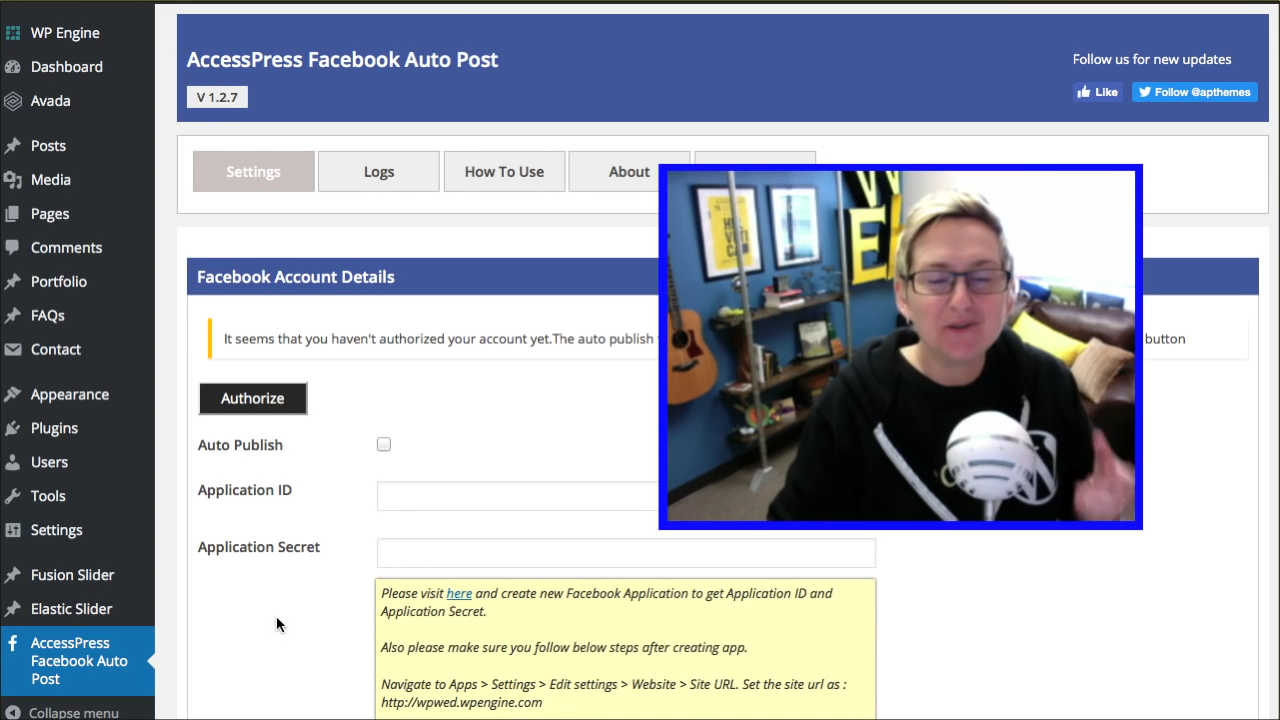 WP Engine
Dashboard
Avada
Posts
Media
Pages
Comments
Portfolio
FAQs
Contact
Appearance
Plugins
Users
Tools
Settings
Fusion Slider
Elastic Slider
AccessPress
Facebook Auto
Post
Collapse menu
AccessPress Facebook Auto Post
V 1.2.7
Follow us for new updates
Like
Follow @apthemes
Settings
Logs
How To Use
About
Facebook Account Details
It seems that you haven't authorized your account yet.The auto publish
button
Authorize
Auto Publish
Application ID
Application Secret
Please visit here and create new Facebook Application to get Application ID and
Application Secret.
Also please make sure you follow below steps after creating app.
Navigate to Apps > Settings > Edit settings > Website > Site URL. Set the site url as :
http://wpwed.wpengine.com